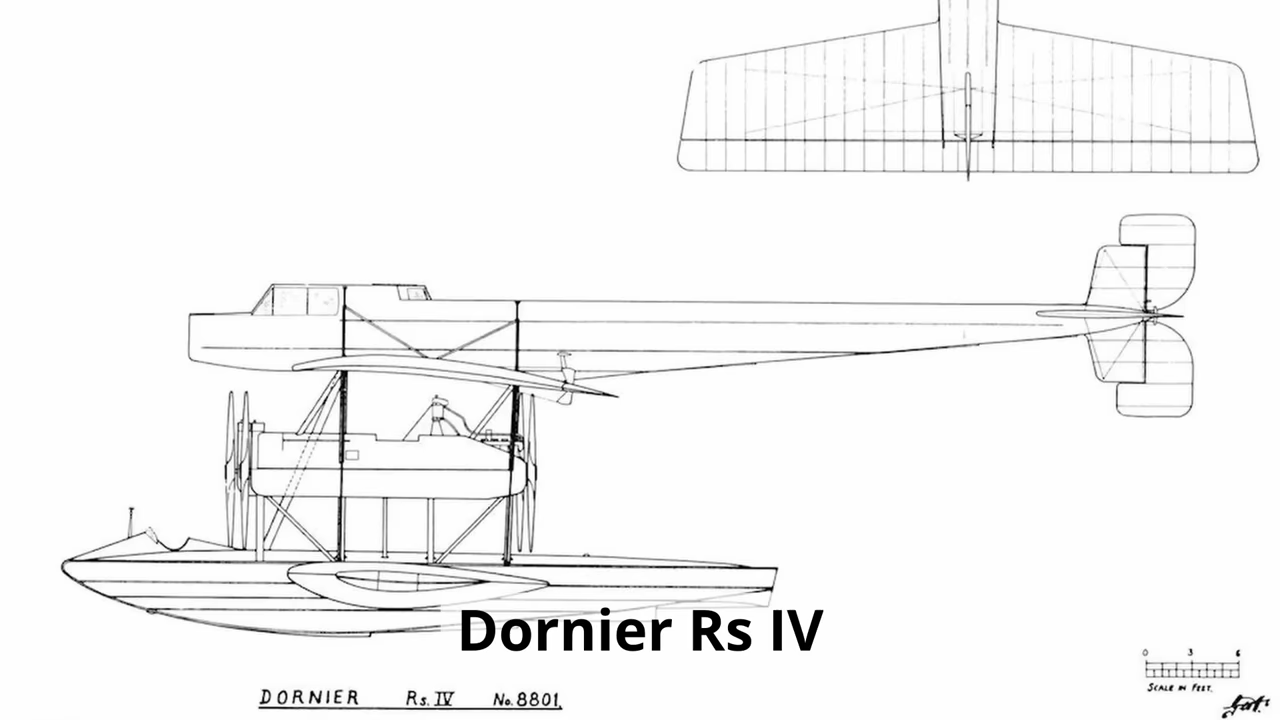 Dornier Rs IV
0 3 6
SCALE IN FEET.
DORNIER Rs. IV No. 8801.